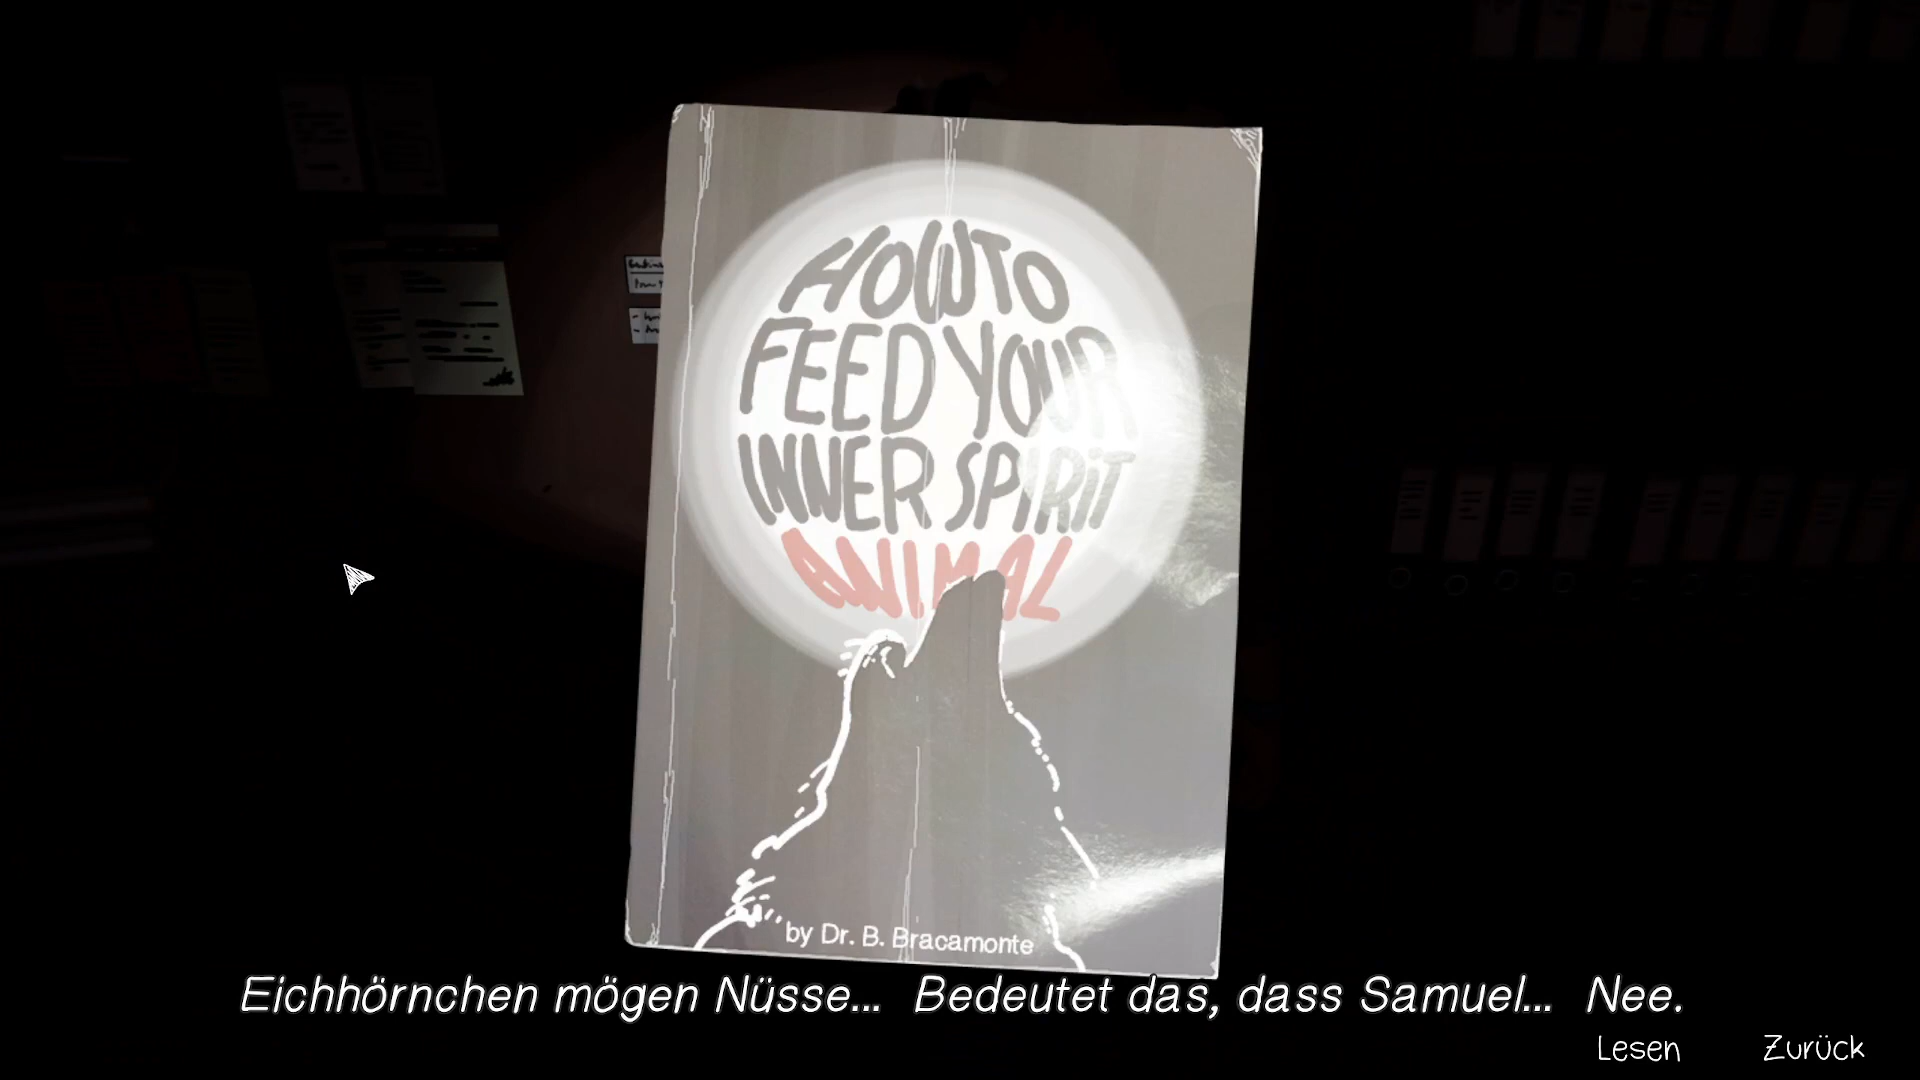 HOW TO
FEED YOUR
INNER SPIRIT
ANIMAL
by Dr. B. Bracamonte
Eichhörnchen mögen Nüsse... Bedeutet das, dass Samuel... Nee.
Lesen Zurück